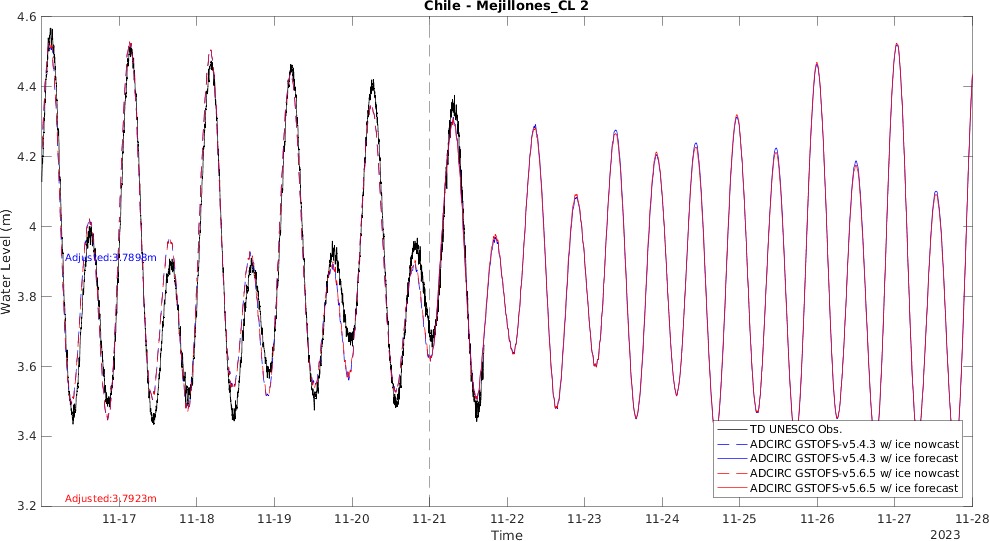 Chile - Mejillones_CL 2
4.6
4.4
4.2
4
3.8
3.6
3.4
3.2
Water Level (m)
Adjusted:3.7893m
Adjusted:3.7923m
TD UNESCO Obs.
ADCIRC GSTOFS-v5.4.3 w/ ice nowcast
ADCIRC GSTOFS-v5.4.3 w/ ice forecast
ADCIRC GSTOFS-v5.6.5 w/ ice nowcast
ADCIRC GSTOFS-v5.6.5 w/ ice forecast
11-17 11-18 11-19 11-20 11-21 11-22 11-23 11-24 11-25 11-26 11-27 11-28
Time
2023